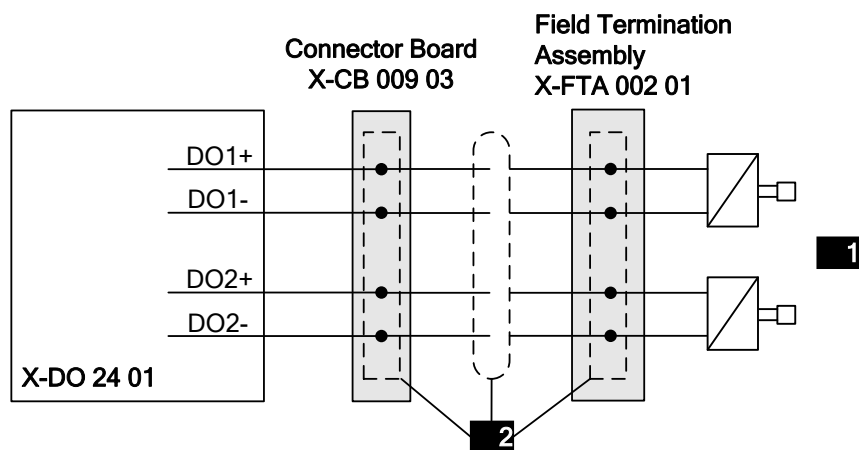 Connector Board
X-CB 009 03
Field Termination
Assembly
X-FTA 002 01
DO1+
DO1-
DO2+
DO2-
X-DO 24 01
1
2